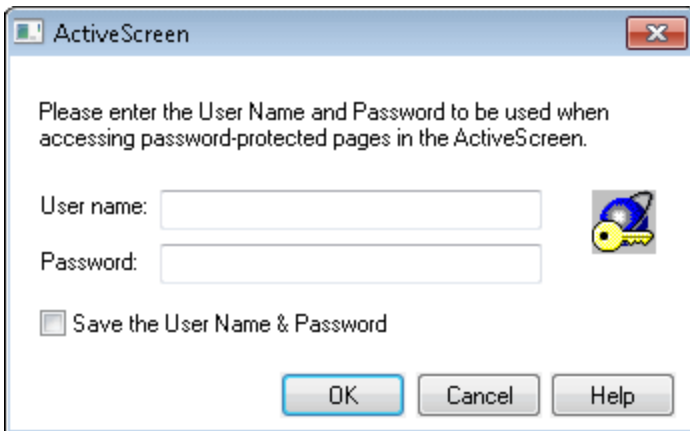 ActiveScreen
Please enter the User Name and Password to be used when
accessing password-protected pages in the ActiveScreen.
User name:
Password:
Save the User Name & Password
OK Cancel Help